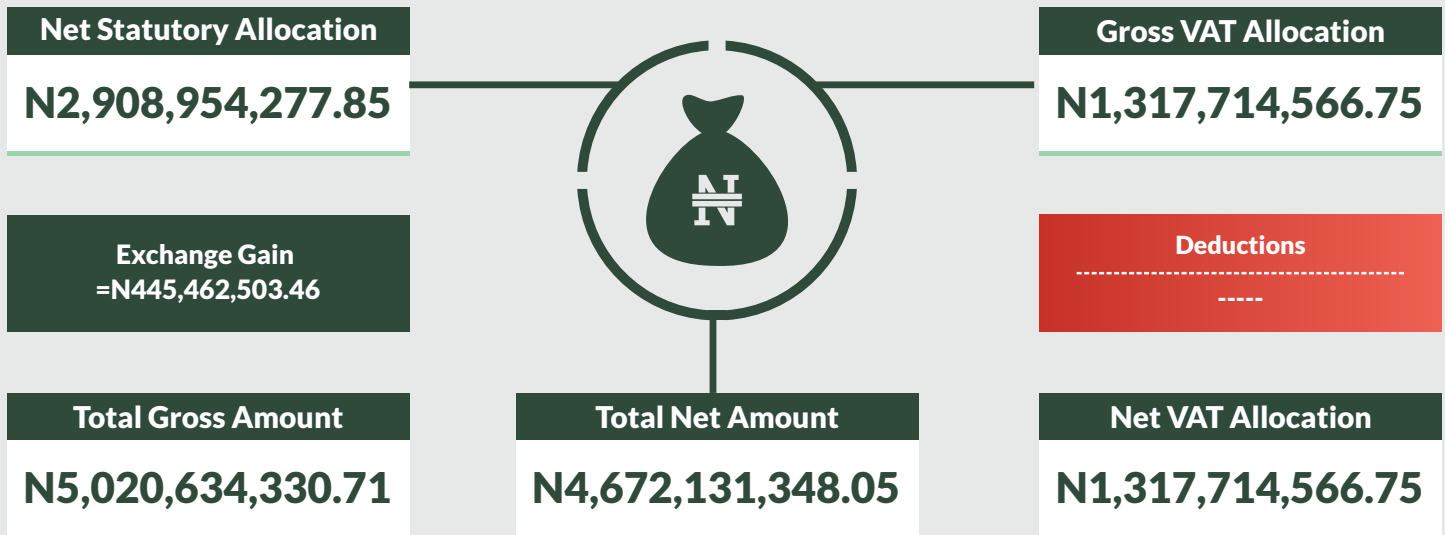 Net Statutory Allocation
N2,908,954,277.85
Gross VAT Allocation
N1,317,714,566.75
₦
Exchange Gain
=N445,462,503.46
Deductions
--------------------------------------------
-----
Total Gross Amount
N5,020,634,330.71
Total Net Amount
N4,672,131,348.05
Net VAT Allocation
N1,317,714,566.75